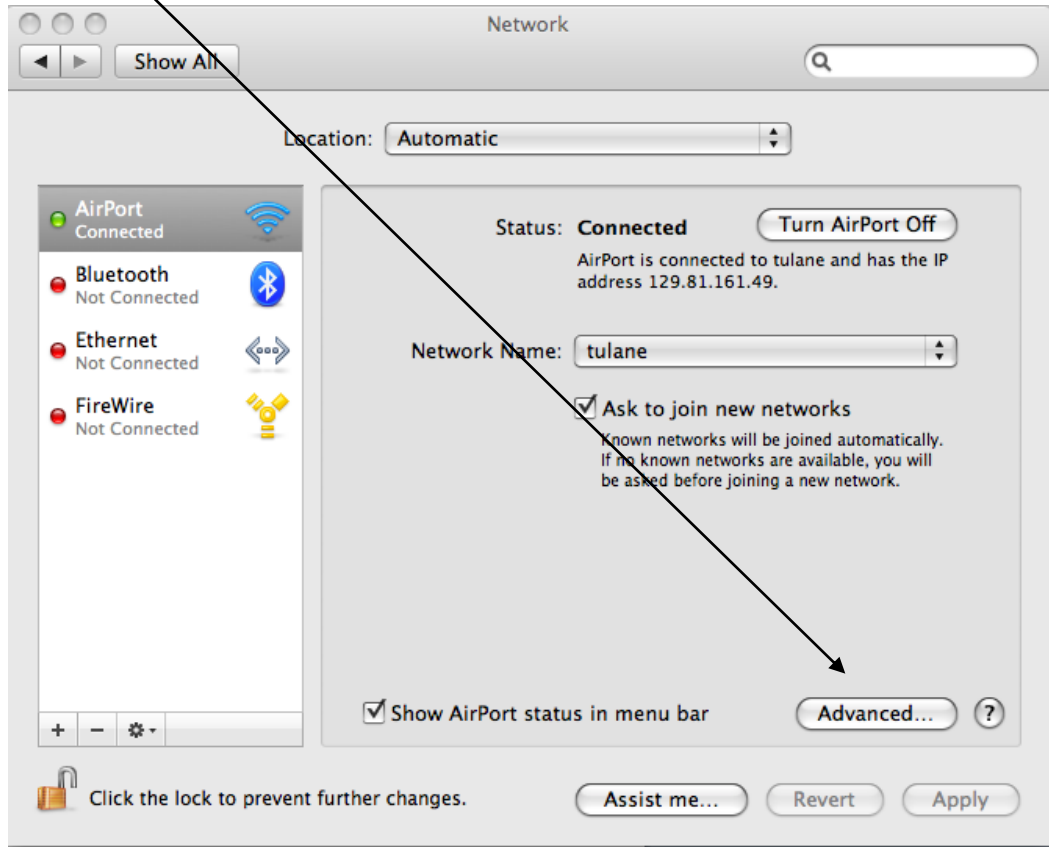 Network
Show All
Location: Automatic
AirPort
Connected
Bluetooth
Not Connected
Ethernet
Not Connected
FireWire
Not Connected
Status: Connected Turn AirPort Off
AirPort is connected to tulane and has the IP
address 129.81.161.49.
Network Name: tulane
Ask to join new networks
Known networks will be joined automatically.
If no known networks are available, you will
be asked before joining a new network.
Show AirPort status in menu bar Advanced... ?
Click the lock to prevent further changes. Assist me... Revert Apply